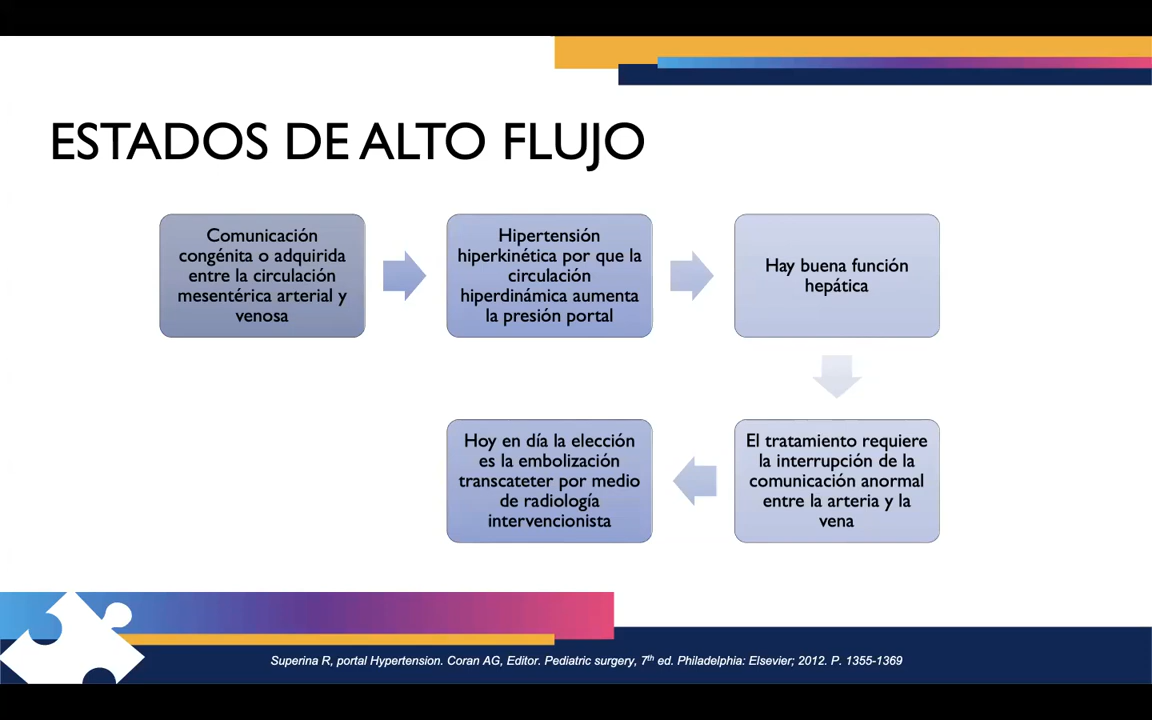 ESTADOS DE ALTO FLUJO
Comunicación
congénita o adquirida
entre la circulación
mesentérica arterial y
venosa
Hipertensión
hiperkinética por que la
circulación
hiperdinámica aumenta
la presión portal
Hay buena función
hepática
El tratamiento requiere
la interrupción de la
comunicación anormal
entre la arteria y la
vena
Hoy en día la elección
es la embolización
transcateter por medio
de radiología
intervencionista
Superina R, portal Hypertension. Coran AG, Editor. Pediatric surgery, 7th ed. Philadelphia: Elsevier; 2012. P. 1355-1369